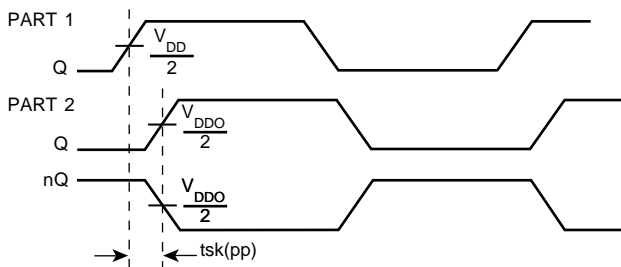 PART 1
V DD
2
Q
PART 2
V DDO
2
Q
nQ
V DDO
2
tsk(pp)